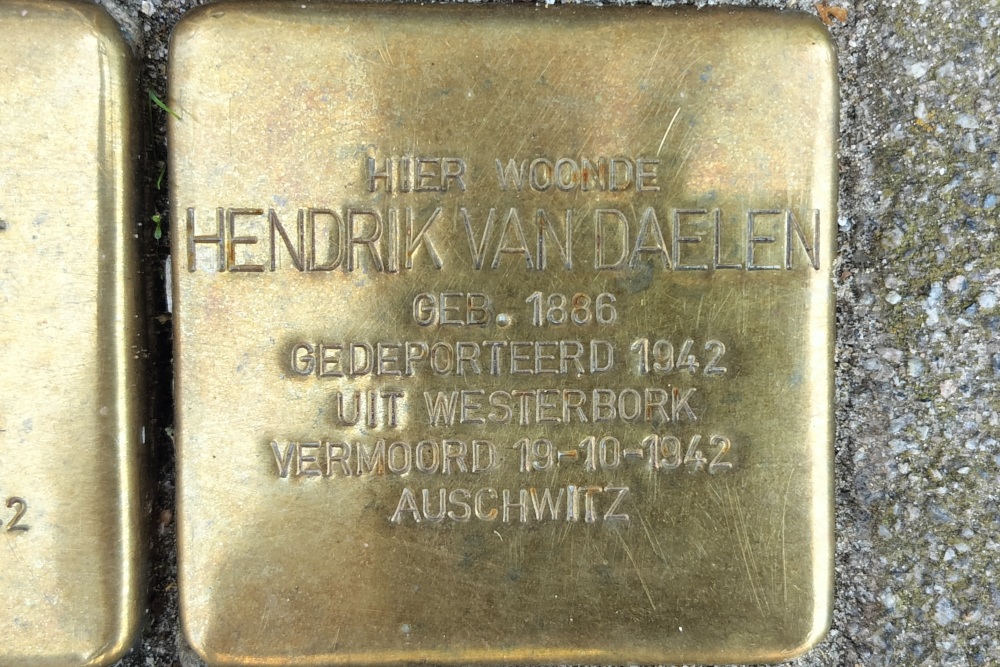 HIER WOONDE
HENDRIK VAN DAELEN
GEB. 1886
GEDEPORTEERD 1942
UIT WESTERBORK
VERMOORD 19-10-1942
AUSCHWITZ